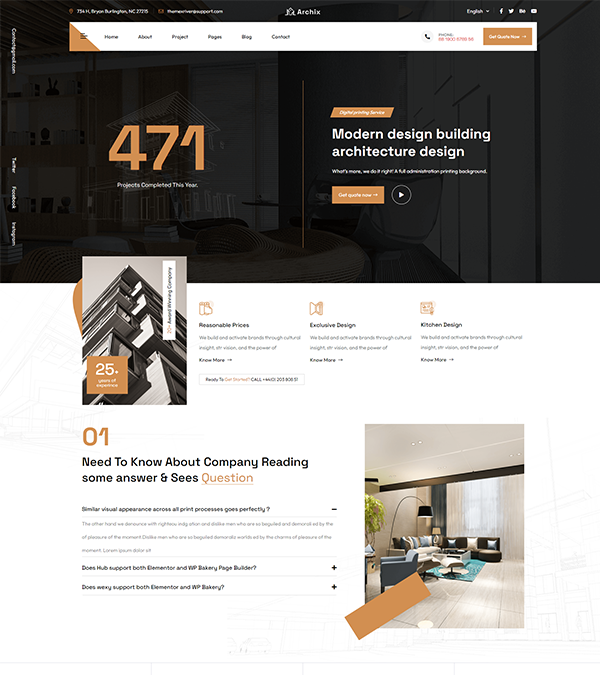 734 H, Bryan Burlington, NC 27215
themexriver@support.com
Archix
English
Home
About
Project
Pages
Blog
Contact
PHONE:
Get Quote Now →
Contact@gmail.com
Twitter
Facebook
Instagram
471
Projects Completed This Year.
Digital printing Service
Modern design building
architecture design
What's more, we do it right! A full administration printing background.
Get quote now →
25+ Award Winning Company
25+
years of
experience
Reasonable Prices
We build and activate brands through cultural
insight, str vision, and the power of
Know More →
Exclusive Design
We build and activate brands through cultural
insight, str vision, and the power of
Know More →
Kitchen Design
We build and activate brands through cultural
insight, str vision, and the power of
Know More →
Ready To Get Started? CALL +44(0) 203 900 51
01
Need To Know About Company Reading
some answer & Sees Question
Similar visual appearance across all print processes goes perfectly ?
The other hand we denounce with righteou indg ation and dislike men who are so beguiled and demoralized by the
of pleasure of the moment Dislike men who are so beguiled demoraliz worlds ed by the charms of pleasure of the
moment. Lorem ipsum dolor sit
Does Hub support both Elementor and WP Bakery Page Builder?
Does wexy support both Elementor and WP Bakery?